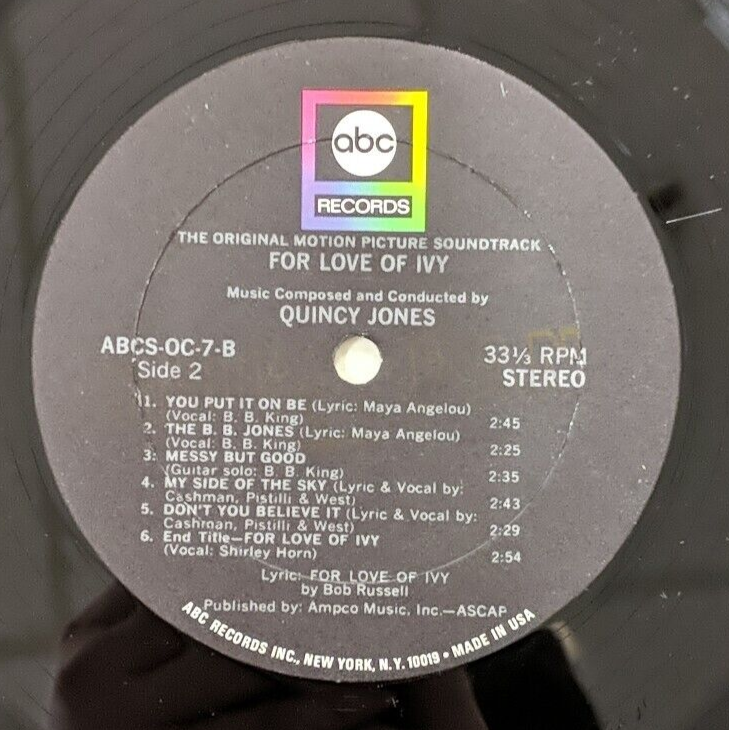 abc
RECORDS
THE ORIGINAL MOTION PICTURE SOUNDTRACK
FOR LOVE OF IVY
Music Composed and Conducted by
QUINCY JONES
ABCS-OC-7-B
Side 2
33⅓ RPM
STEREO
1. YOU PUT IT ON BE (Lyric: Maya Angelou)
(Vocal: B. B. King) 2:45
2. THE B. B. JONES (Lyric: Maya Angelou)
(Vocal: B. B. King) 2:25
3: MESSY BUT GOOD
(Guitar solo: B. B. King) 2:35
4. MY SIDE OF THE SKY (Lyric & Vocal by:
Cashman, Pistilli & West) 2:43
5. DON'T YOU BELIEVE IT (Lyric & Vocal by:
Cashman, Pistilli & West) 2:29
6. End Title—FOR LOVE OF IVY
(Vocal: Shirley Horn) 2:54
Lyric: FOR LOVE OF IVY
by Bob Russell
Published by: Ampco Music, Inc.—ASCAP
ABC RECORDS INC., NEW YORK, N.Y. 10019 • MADE IN USA